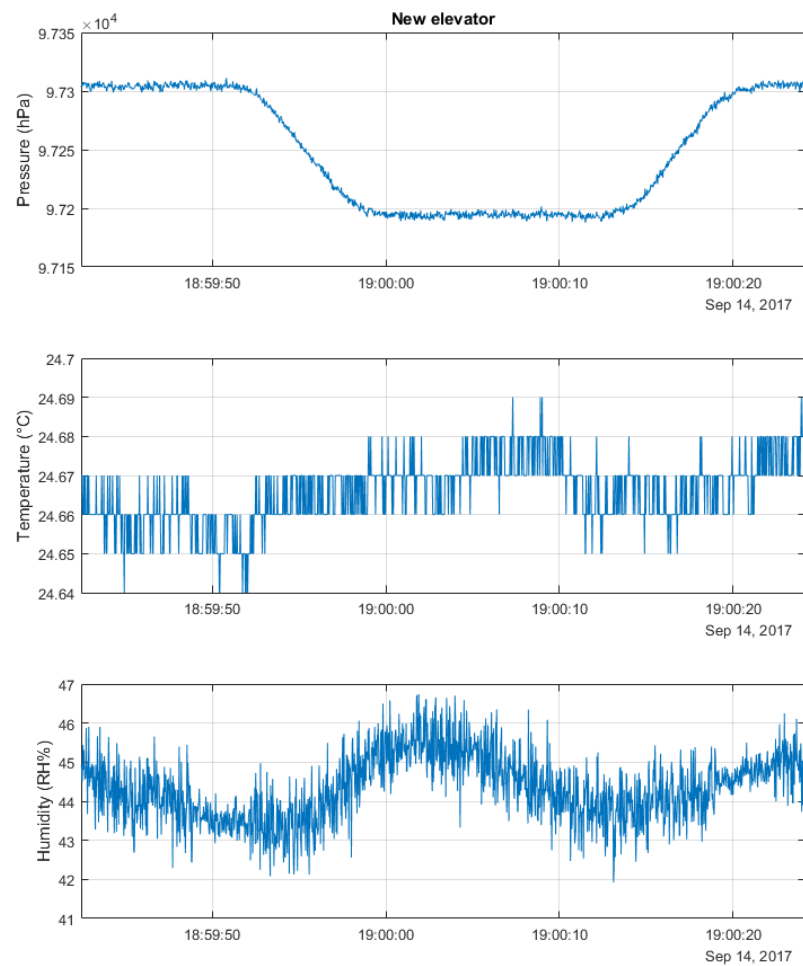 New elevator
×10⁴
9.735
9.73
9.725
9.72
9.715
Pressure (hPa)
18:59:50 19:00:00 19:00:10 19:00:20
Sep 14, 2017
24.7
24.69
24.68
24.67
24.66
24.65
24.64
Temperature (°C)
18:59:50 19:00:00 19:00:10 19:00:20
Sep 14, 2017
47
46
45
44
43
42
41
Humidity (RH%)
18:59:50 19:00:00 19:00:10 19:00:20
Sep 14, 2017